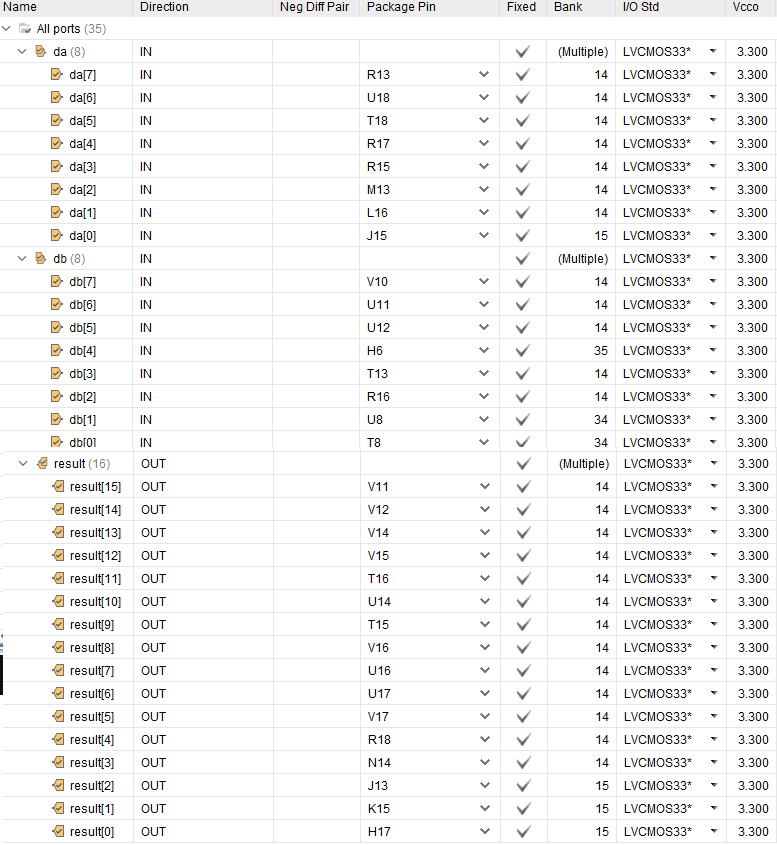 Name Direction Neg Diff Pair Package Pin Fixed Bank I/O Std Vcco
All ports (35)
da (8) IN (Multiple) LVCMOS33* 3.300
da[7] IN R13 14 LVCMOS33* 3.300
da[6] IN U18 14 LVCMOS33* 3.300
da[5] IN T18 14 LVCMOS33* 3.300
da[4] IN R17 14 LVCMOS33* 3.300
da[3] IN R15 14 LVCMOS33* 3.300
da[2] IN M13 14 LVCMOS33* 3.300
da[1] IN L16 14 LVCMOS33* 3.300
da[0] IN J15 15 LVCMOS33* 3.300
db (8) IN (Multiple) LVCMOS33* 3.300
db[7] IN V10 14 LVCMOS33* 3.300
db[6] IN U11 14 LVCMOS33* 3.300
db[5] IN U12 14 LVCMOS33* 3.300
db[4] IN H6 35 LVCMOS33* 3.300
db[3] IN T13 14 LVCMOS33* 3.300
db[2] IN R16 14 LVCMOS33* 3.300
db[1] IN U8 34 LVCMOS33* 3.300
db[0] IN T8 34 LVCMOS33* 3.300
result (16) OUT (Multiple) LVCMOS33* 3.300
result[15] OUT V11 14 LVCMOS33* 3.300
result[14] OUT V12 14 LVCMOS33* 3.300
result[13] OUT V14 14 LVCMOS33* 3.300
result[12] OUT V15 14 LVCMOS33* 3.300
result[11] OUT T16 14 LVCMOS33* 3.300
result[10] OUT U14 14 LVCMOS33* 3.300
result[9] OUT T15 14 LVCMOS33* 3.300
result[8] OUT V16 14 LVCMOS33* 3.300
result[7] OUT U16 14 LVCMOS33* 3.300
result[6] OUT U17 14 LVCMOS33* 3.300
result[5] OUT V17 14 LVCMOS33* 3.300
result[4] OUT R18 14 LVCMOS33* 3.300
result[3] OUT N14 14 LVCMOS33* 3.300
result[2] OUT J13 15 LVCMOS33* 3.300
result[1] OUT K15 15 LVCMOS33* 3.300
result[0] OUT H17 15 LVCMOS33* 3.300